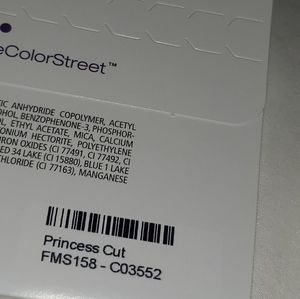 eColorStreet™
TIC ANHYDRIDE COPOLYMER, ACETYL
OHOL, BENZOPHENONE-3, PHOSPHOR-
OL, ETHYL ACETATE, MICA, CALCIUM
ONIUM HECTORITE, POLYETHYLENE
IRON OXIDES (CI 77491, CI 77492, CI
ED 34 LAKE (CI 15880), BLUE 1 LAKE
CHLORIDE (CI 77163), MANGANESE
Princess Cut
FMS158 - C03552